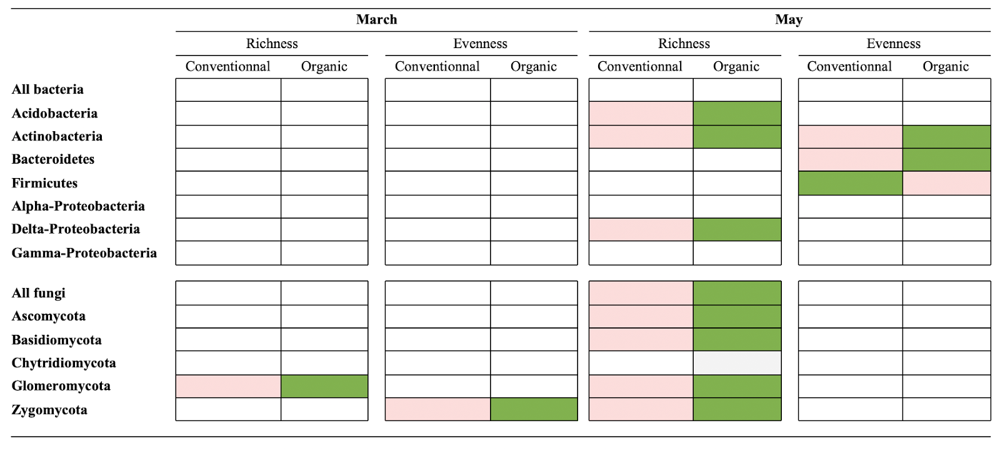 March May
Richness Evenness Richness Evenness
Conventionnal Organic Conventionnal Organic Conventionnal Organic Conventionnal Organic
All bacteria
Acidobacteria
Actinobacteria
Bacteroidetes
Firmicutes
Alpha-Proteobacteria
Delta-Proteobacteria
Gamma-Proteobacteria
All fungi
Ascomycota
Basidiomycota
Chytridiomycota
Glomeromycota
Zygomycota